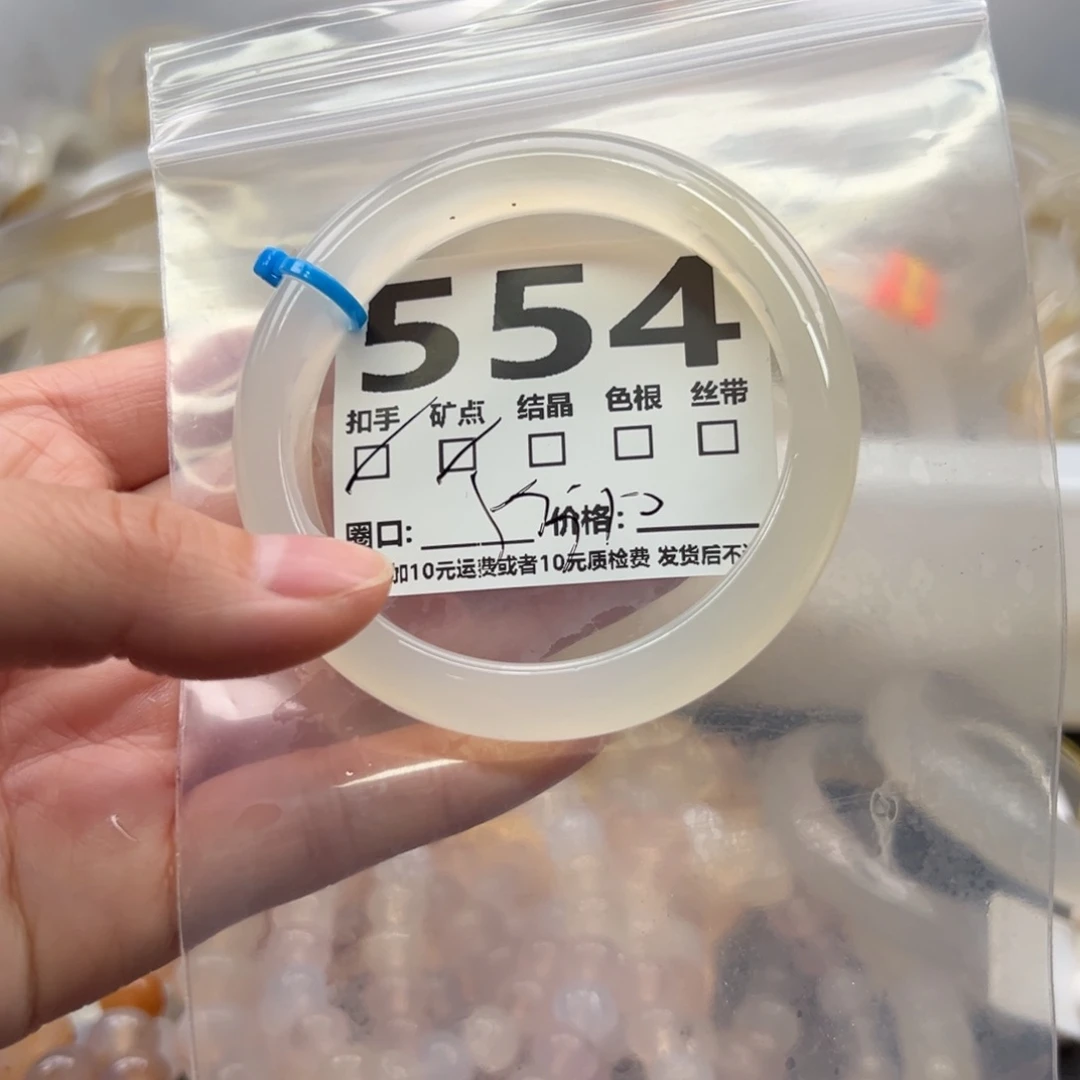 554
扣手 矿点 结晶 色根 丝带
圈口: 价格:
加10元运费或者10元质检费 发货后不